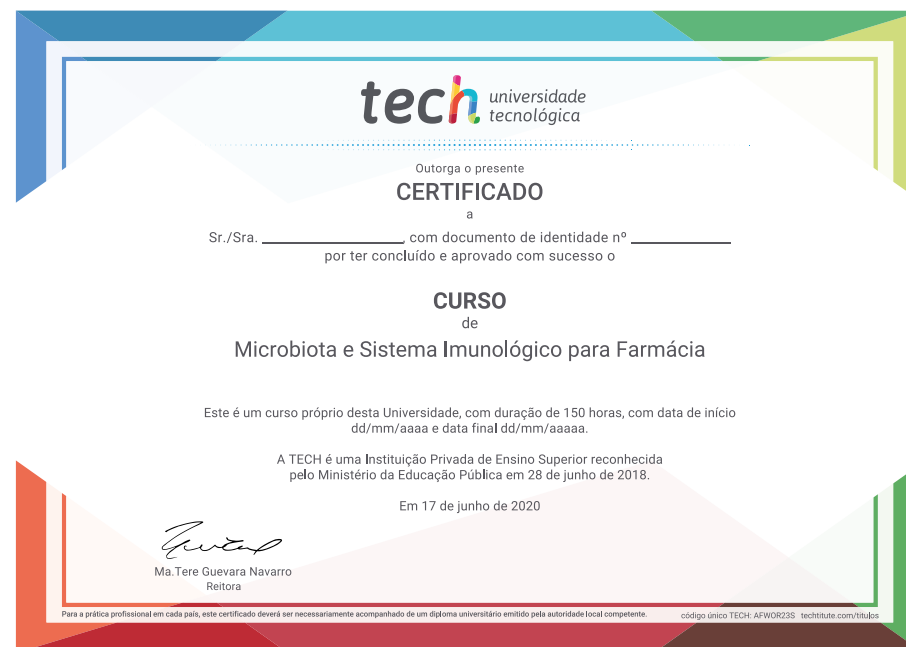 tech universidade
tecnológica
Outorga o presente
CERTIFICADO
a
Sr./Sra. ____________, com documento de identidade nº ____________
por ter concluído e aprovado com sucesso o
CURSO
de
Microbiota e Sistema Imunológico para Farmácia
Este é um curso próprio desta Universidade, com duração de 150 horas, com data de início
dd/mm/aaaa e data final dd/mm/aaaaa.
A TECH é uma Instituição Privada de Ensino Superior reconhecida
pelo Ministério da Educação Pública em 28 de junho de 2018.
Em 17 de junho de 2020
Ma.Tere Guevara Navarro
Reitora
Para a prática profissional em cada país, este certificado deverá ser necessariamente acompanhado de um diploma universitário emitido pela autoridade local competente.
código único TECH: AFWOR23S techtitute.com/titulos